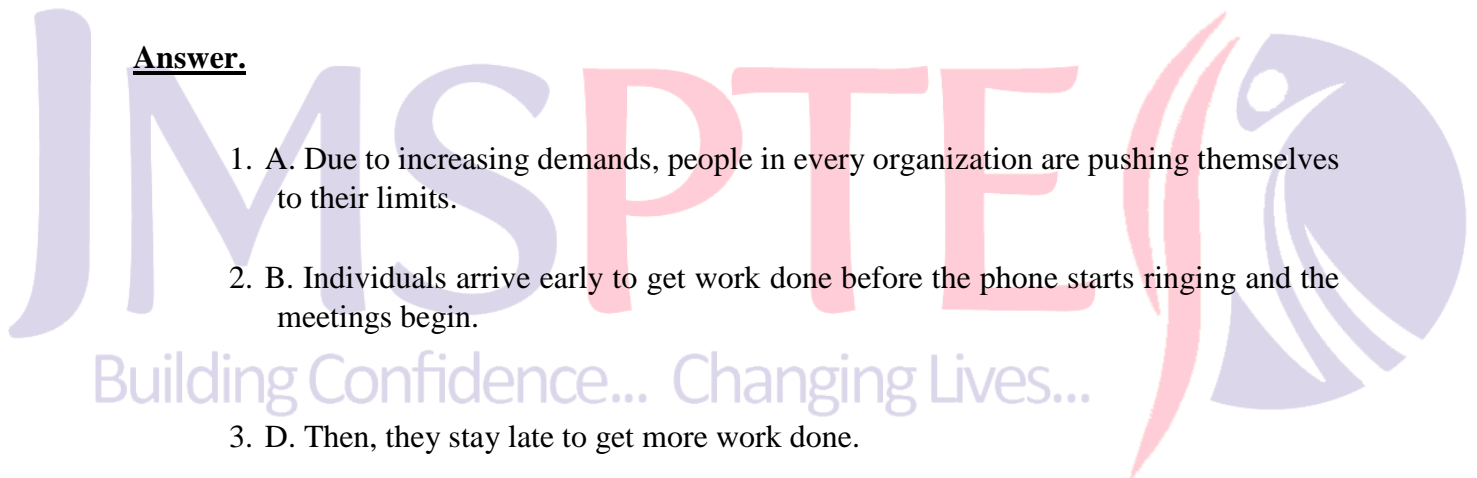 Answer.
1. A. Due to increasing demands, people in every organization are pushing themselves
to their limits.
2. B. Individuals arrive early to get work done before the phone starts ringing and the
meetings begin.
3. D. Then, they stay late to get more work done.
JMSPTE
Building Confidence... Changing Lives...